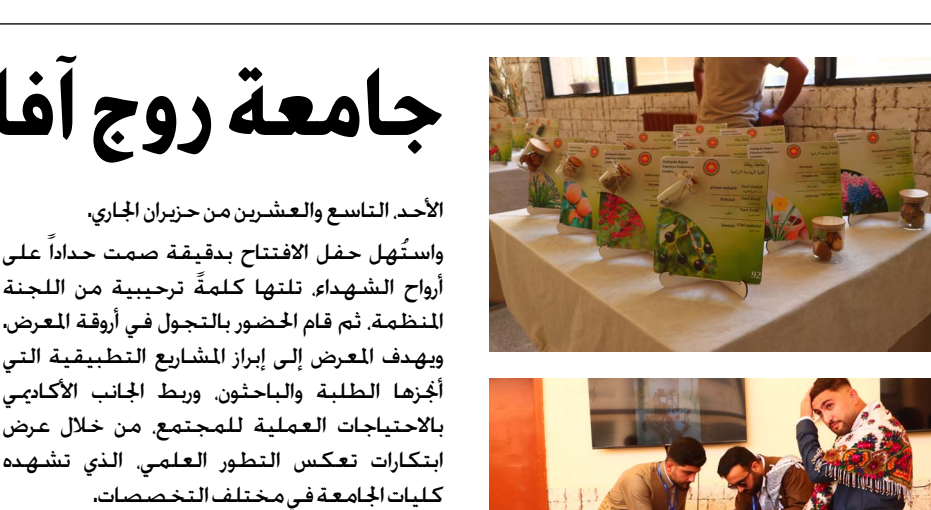 جامعة روج آفا
الأحد، التاسع والعشرين من حزيران الجاري.
واستُهل حفل الافتتاح بدقيقة صمت حداداً على
أرواح الشهداء، تلتها كلمةً ترحيبية من اللجنة
المنظمة، ثم قام الحضور بالتجول في أروقة المعرض.
ويهدف المعرض إلى إبراز المشاريع التطبيقية التي
أنجزها الطلبة والباحثون، وربط الجانب الأكاديمي
بالاحتياجات العملية للمجتمع، من خلال عرض
ابتكارات تعكس التطور العلمي، الذي تشهده
كليات الجامعة في مختلف التخصصات.
92